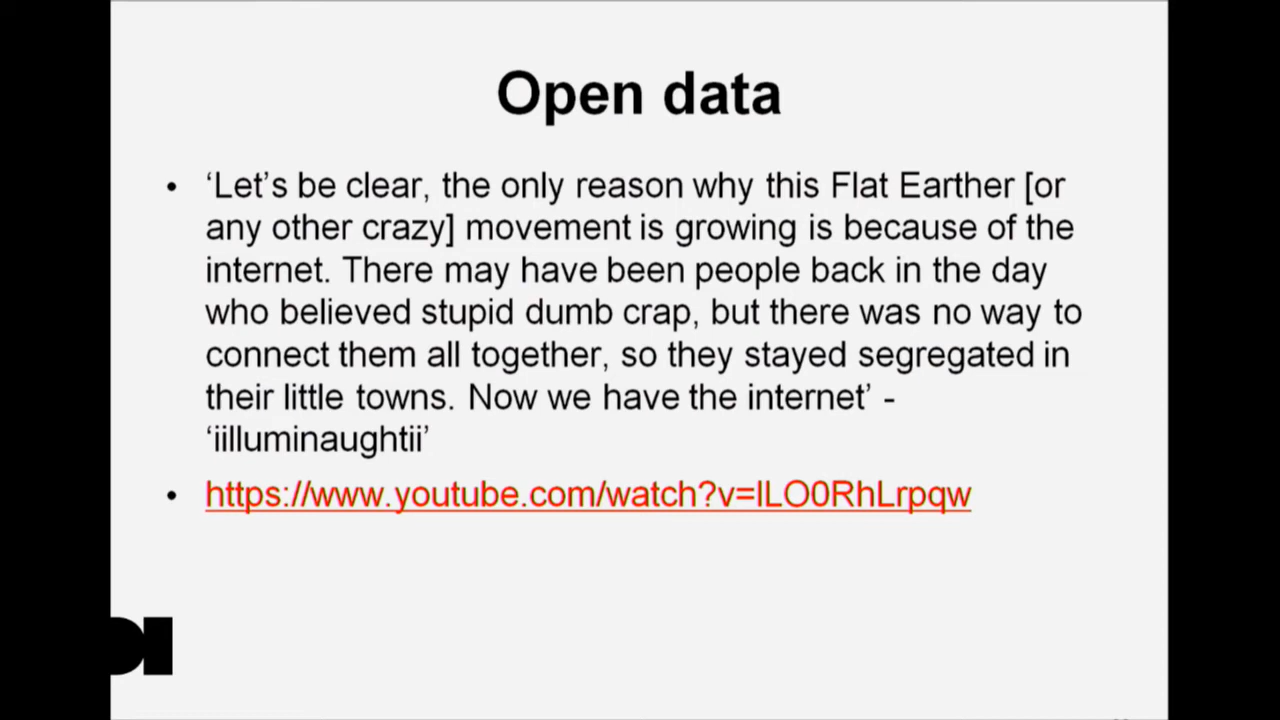 Open data
• ‘Let’s be clear, the only reason why this Flat Earther [or
any other crazy] movement is growing is because of the
internet. There may have been people back in the day
who believed stupid dumb crap, but there was no way to
connect them all together, so they stayed segregated in
their little towns. Now we have the internet’ -
‘iilluminaughtii’
• https://www.youtube.com/watch?v=lLO0RhLrpqw